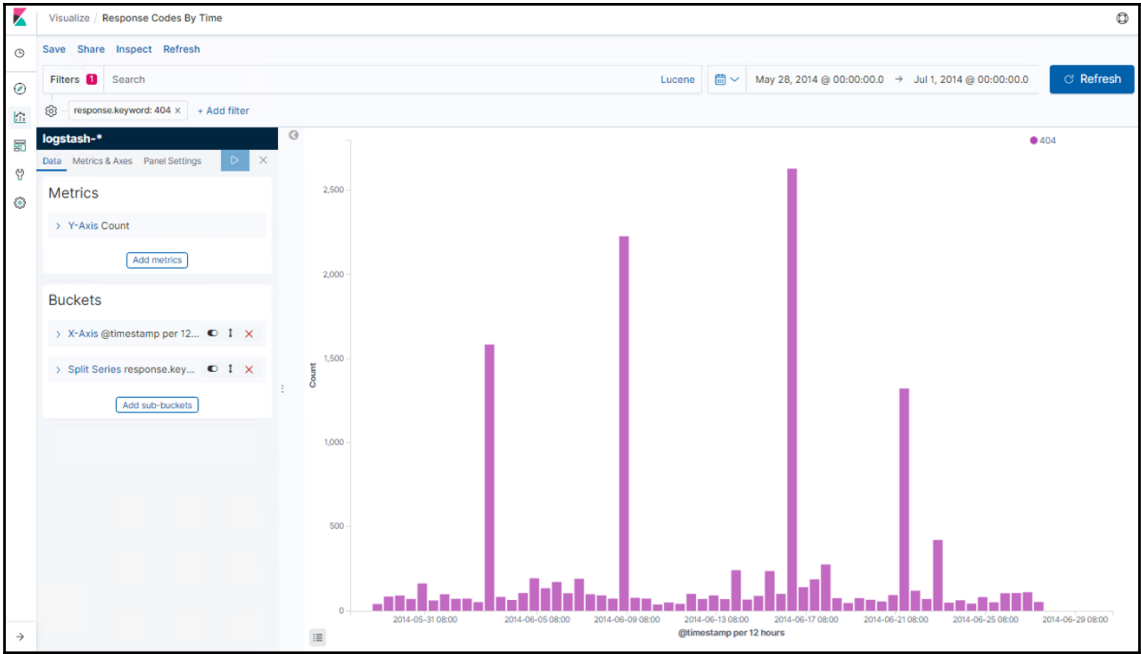 Visualize / Response Codes By Time
Save Share Inspect Refresh
Filters 1 Search Lucene May 28, 2014 @ 00:00:00.0 → Jul 1, 2014 @ 00:00:00.0 Refresh
response.keyword: 404 × + Add filter
logstash-*
Data Metrics & Axes Panel Settings
Metrics
Y-Axis Count
Add metrics
Buckets
X-Axis @timestamp per 12...
Split Series response.key...
Add sub-buckets
404
2,500
2,000
1,500
1,000
500
0
Count
2014-05-31 08:00 2014-06-05 08:00 2014-06-09 08:00 2014-06-13 08:00 2014-06-17 08:00 2014-06-21 08:00 2014-06-25 08:00 2014-06-29 08:00
@timestamp per 12 hours